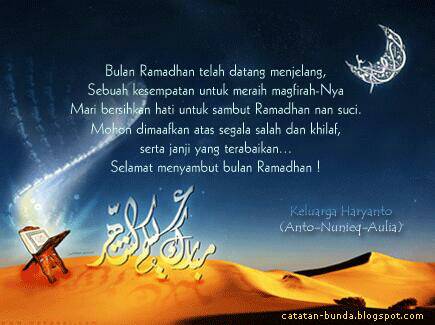 Bulan Ramadhan telah datang menjelang,
Sebuah kesempatan untuk meraih magfirah-Nya
Mari bersihkan hati untuk sambut Ramadhan nan suci.
Mohon dimaafkan atas segala salah dan khilaf,
serta janji yang terabaikan...
Selamat menyambut bulan Ramadhan !
Keluarga Haryanto
(Anto-Nunieq-Aulia)
catatan-bunda.blogspot.com